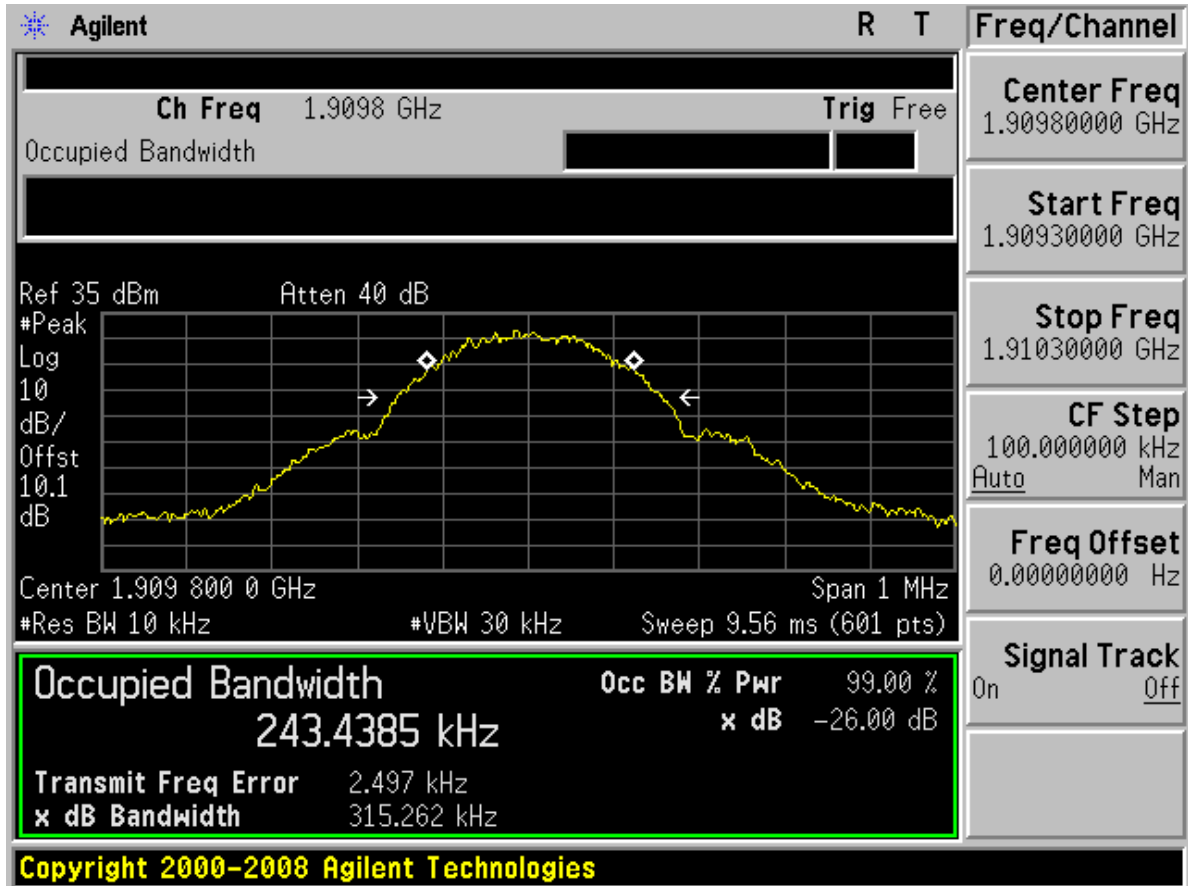 Agilent R T
Freq/Channel
Ch Freq 1.9098 GHz Trig Free
Occupied Bandwidth
Center Freq
1.90980000 GHz
Start Freq
1.90930000 GHz
Stop Freq
1.91030000 GHz
CF Step
100.000000 kHz
Auto Man
Freq Offset
0.00000000 Hz
Signal Track
On Off
Ref 35 dBm Atten 40 dB
#Peak
Log
10
dB/
Offst
10.1
dB
Center 1.909 800 0 GHz Span 1 MHz
#Res BW 10 kHz #VBW 30 kHz Sweep 9.56 ms (601 pts)
Occupied Bandwidth
243.4385 kHz
Occ BW % Pwr 99.00 %
x dB -26.00 dB
Transmit Freq Error 2.497 kHz
x dB Bandwidth 315.262 kHz
Copyright 2000-2008 Agilent Technologies